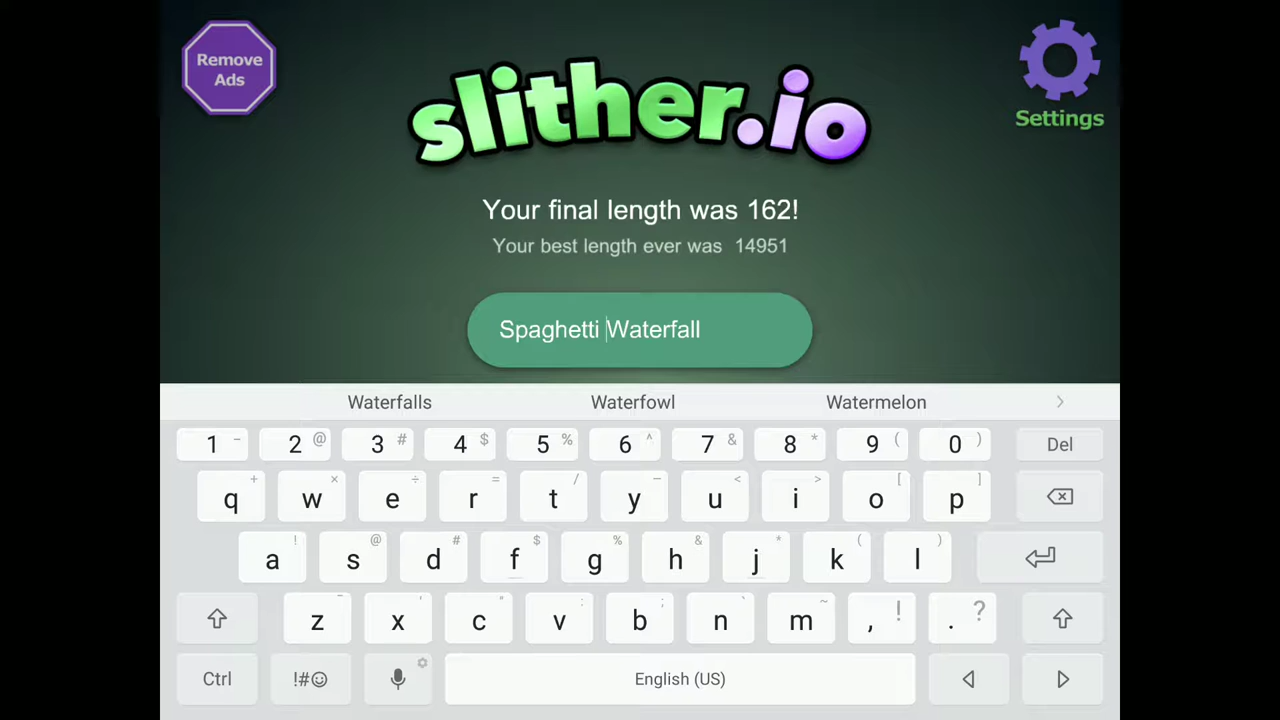 Remove
Ads
slither.io
Settings
Your final length was 162!
Your best length ever was 14951
Spaghetti Waterfall
Waterfalls Waterfowl Watermelon >
1 - 2 @ 3 # 4 $ 5 % 6 ^ 7 & 8 * 9 ( 0 ) Del
q + w × e ÷ r = t / y _ u < i > o [ p ]
a ! s @ d # f $ g % h & j * k ( l )
z - x ' c " v : b ; n ` m ~ , ! . ?
Ctrl !#☺ English (US)